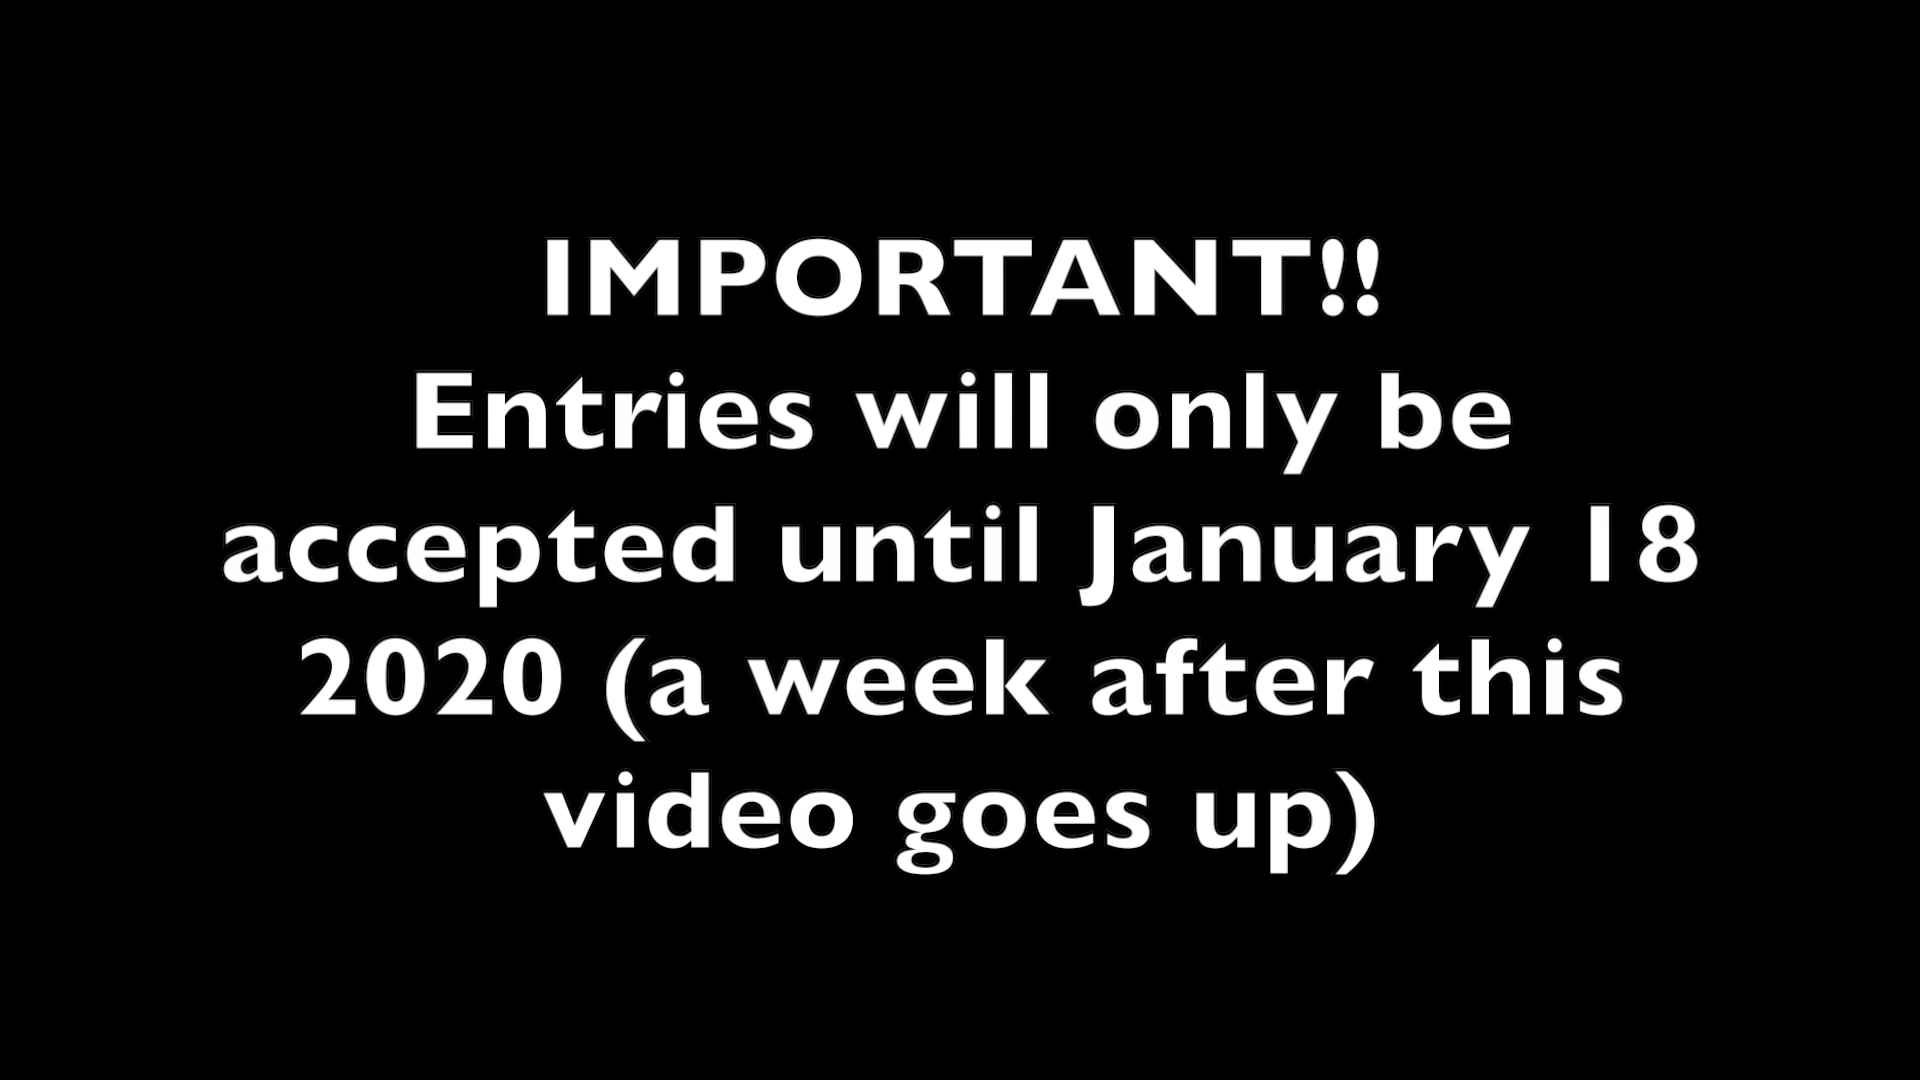 IMPORTANT!!
Entries will only be
accepted until January 18
2020 (a week after this
video goes up)